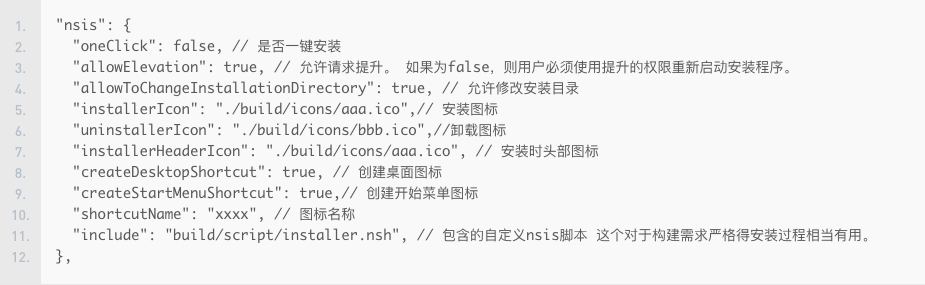 1. "nsis": {
2. "oneClick": false, // 是否一键安装
3. "allowElevation": true, // 允许请求提升。 如果为false，则用户必须使用提升的权限重新启动安装程序。
4. "allowToChangeInstallationDirectory": true, // 允许修改安装目录
5. "installerIcon": "./build/icons/aaa.ico",// 安装图标
6. "uninstallerIcon": "./build/icons/bbb.ico",//卸载图标
7. "installerHeaderIcon": "./build/icons/aaa.ico", // 安装时头部图标
8. "createDesktopShortcut": true, // 创建桌面图标
9. "createStartMenuShortcut": true,// 创建开始菜单图标
10. "shortcutName": "xxxx", // 图标名称
11. "include": "build/script/installer.nsh", // 包含的自定义nsis脚本 这个对于构建需求严格得安装过程相当有用。
12. },